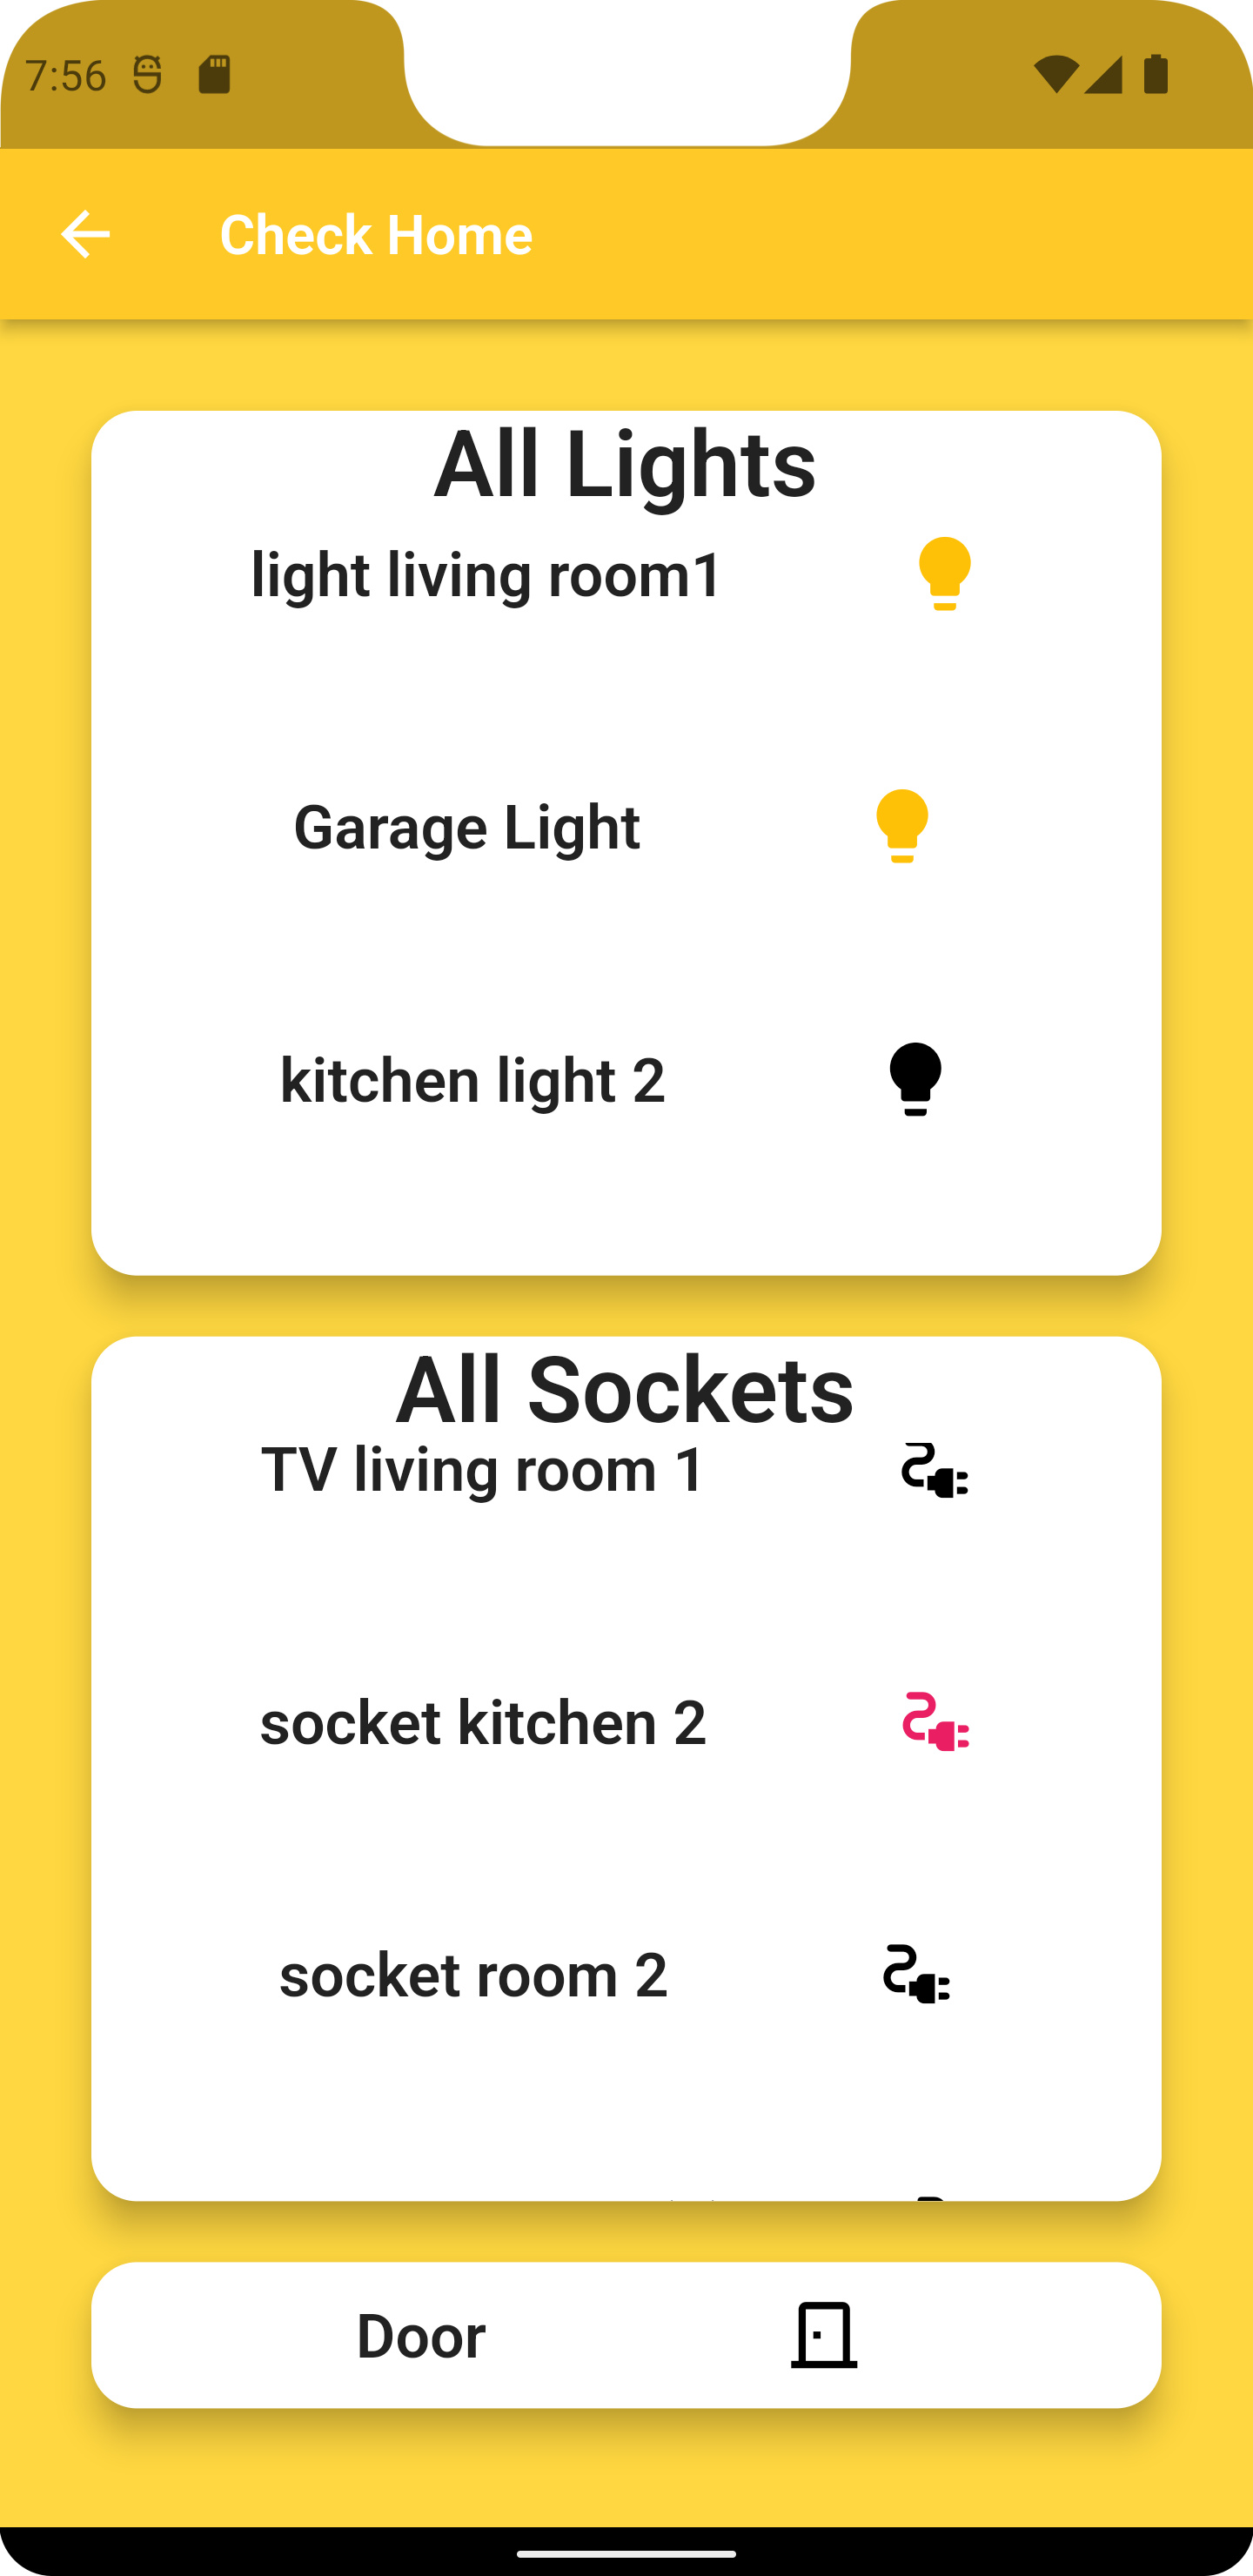 7:56
Check Home
All Lights
light living room1
Garage Light
kitchen light 2
All Sockets
TV living room 1
socket kitchen 2
socket room 2
Door